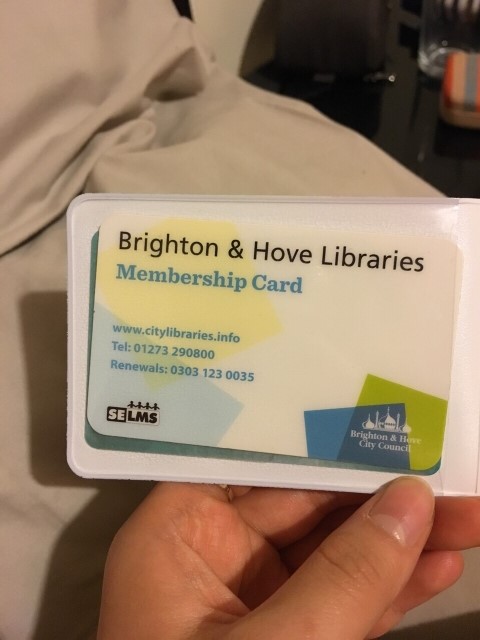 Brighton & Hove Libraries
Membership Card
www.citylibraries.info
Tel: 01273 290800
Renewals: 0303 123 0035
SELMS
Brighton & Hove
City Council